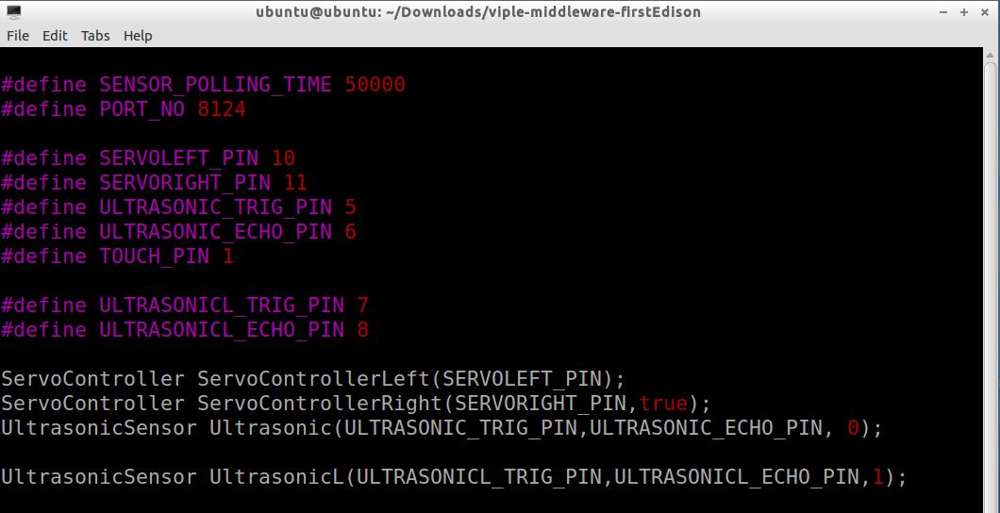 ubuntu@ubuntu: ~/Downloads/viple-middleware-firstEdison
File Edit Tabs Help
#define SENSOR_POLLING_TIME 50000
#define PORT_NO 8124
#define SERVOLEFT_PIN 10
#define SERVORIGHT_PIN 11
#define ULTRASONIC_TRIG_PIN 5
#define ULTRASONIC_ECHO_PIN 6
#define TOUCH_PIN 1
#define ULTRASONICL_TRIG_PIN 7
#define ULTRASONICL_ECHO_PIN 8
ServoController ServoControllerLeft(SERVOLEFT_PIN);
ServoController ServoControllerRight(SERVORIGHT_PIN,true);
UltrasonicSensor Ultrasonic(ULTRASONIC_TRIG_PIN,ULTRASONIC_ECHO_PIN, 0);
UltrasonicSensor UltrasonicL(ULTRASONICL_TRIG_PIN,ULTRASONICL_ECHO_PIN,1);